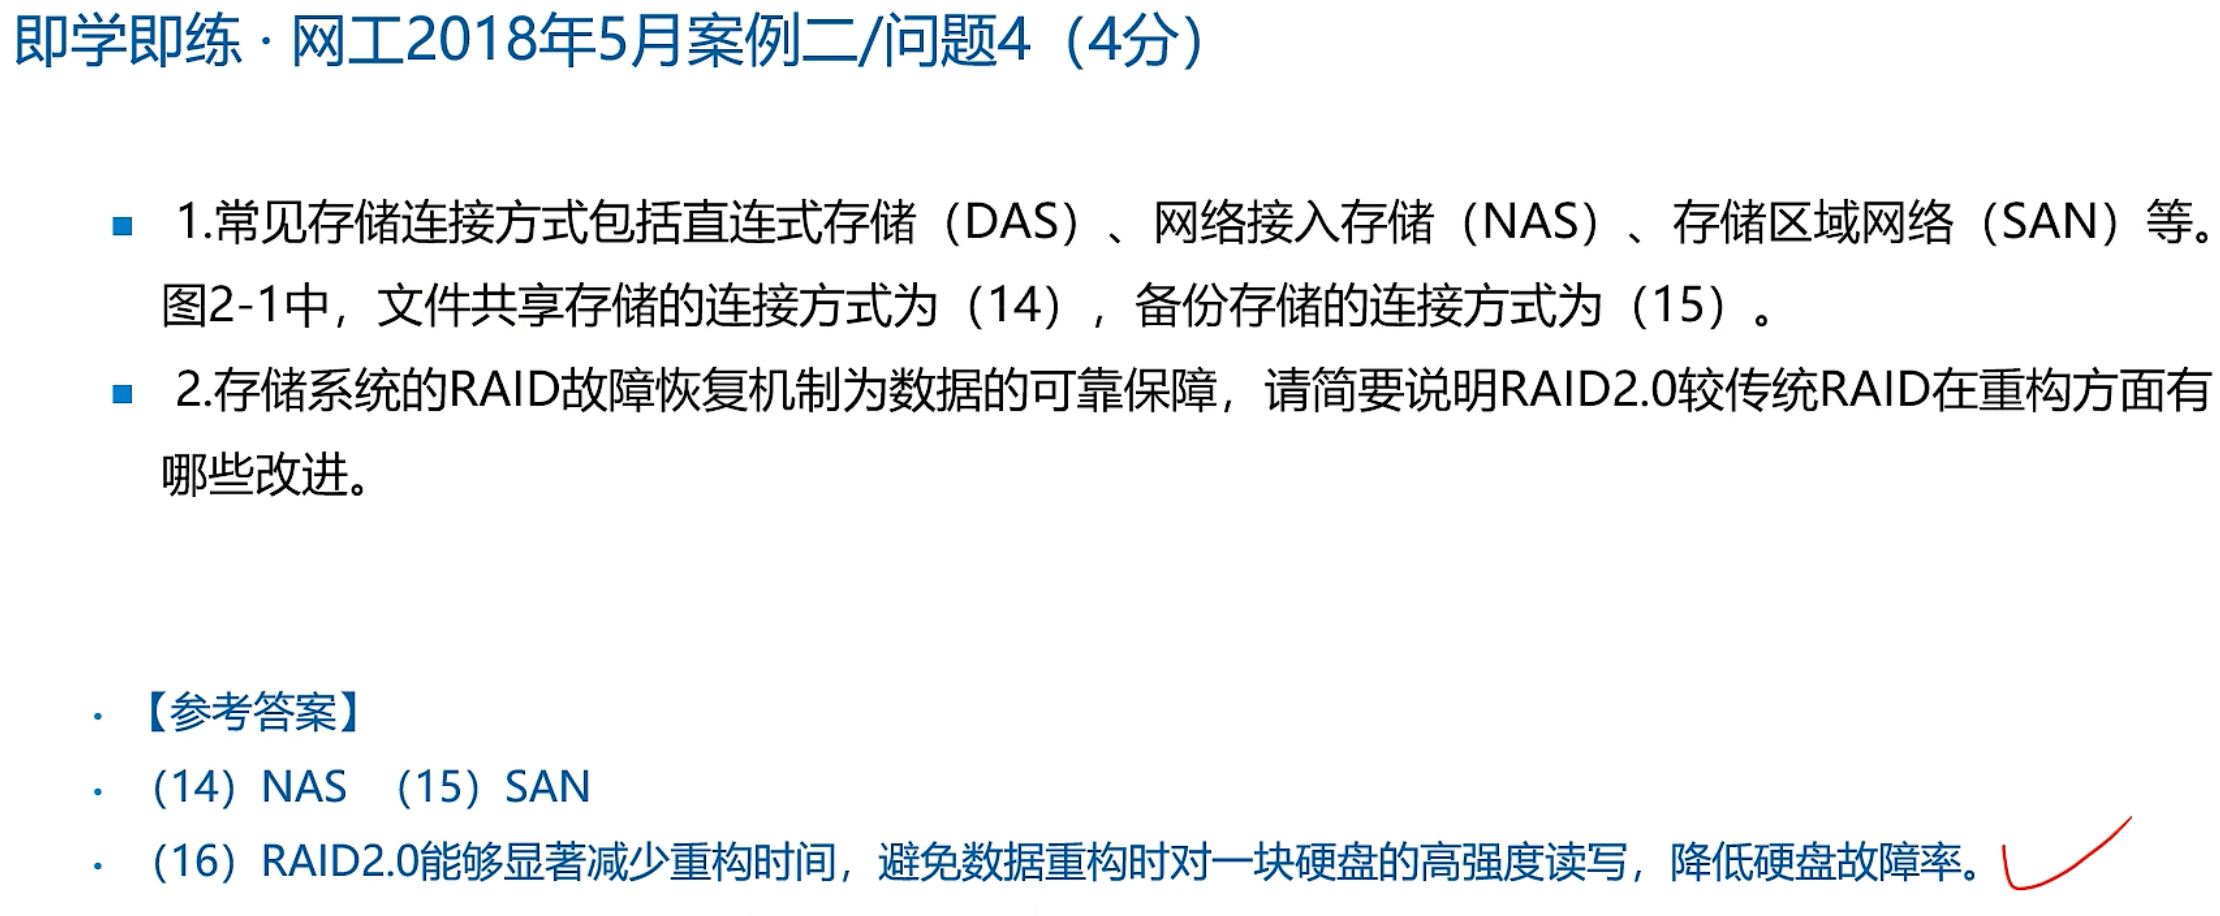 即学即练 · 网工2018年5月案例二/问题4（4分）
1.常见存储连接方式包括直连式存储（DAS）、网络接入存储（NAS）、存储区域网络（SAN）等。
图2-1中，文件共享存储的连接方式为（14），备份存储的连接方式为（15）。
2.存储系统的RAID故障恢复机制为数据的可靠保障，请简要说明RAID2.0较传统RAID在重构方面有
哪些改进。
【参考答案】
（14）NAS （15）SAN
（16）RAID2.0能够显著减少重构时间，避免数据重构时对一块硬盘的高强度读写，降低硬盘故障率。